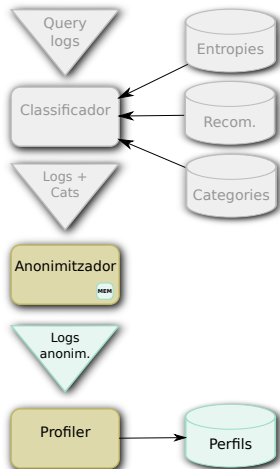 Query
logs
Entropies
Classificador
Recom.
Logs +
Cats
Categories
Anonimitzador
MEM
Logs
anonim.
Profiler
Perfils